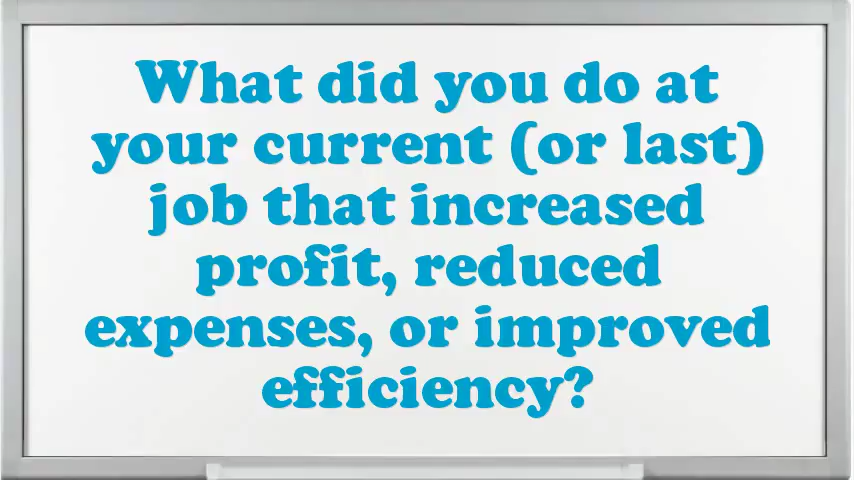 What did you do at
your current (or last)
job that increased
profit, reduced
expenses, or improved
efficiency?